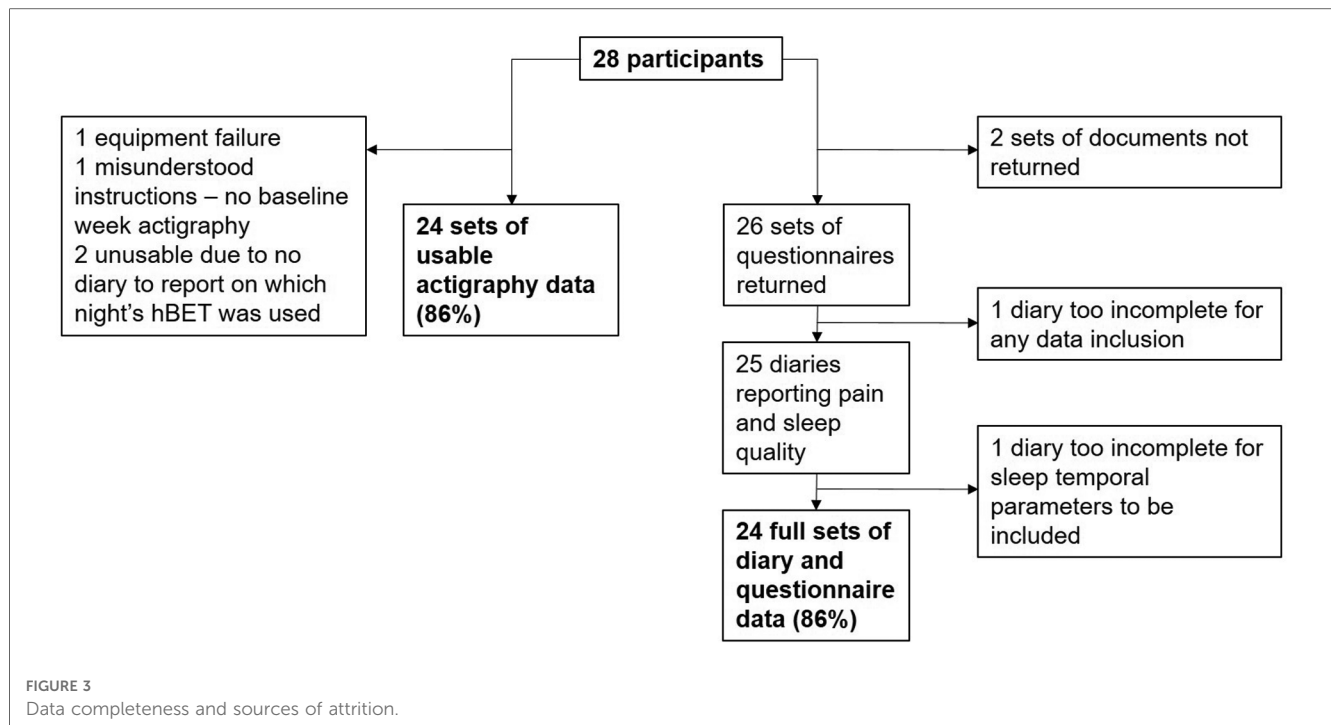 28 participants
1 equipment failure
1 misunderstood
instructions – no baseline
week actigraphy
2 unusable due to no
diary to report on which
night’s hBET was used
24 sets of
usable
actigraphy data
(86%)
2 sets of documents not
returned
26 sets of
questionnaires
returned
1 diary too incomplete for
any data inclusion
25 diaries
reporting pain
and sleep
quality
1 diary too incomplete for
sleep temporal
parameters to be
included
24 full sets of
diary and
questionnaire
data (86%)
FIGURE 3
Data completeness and sources of attrition.